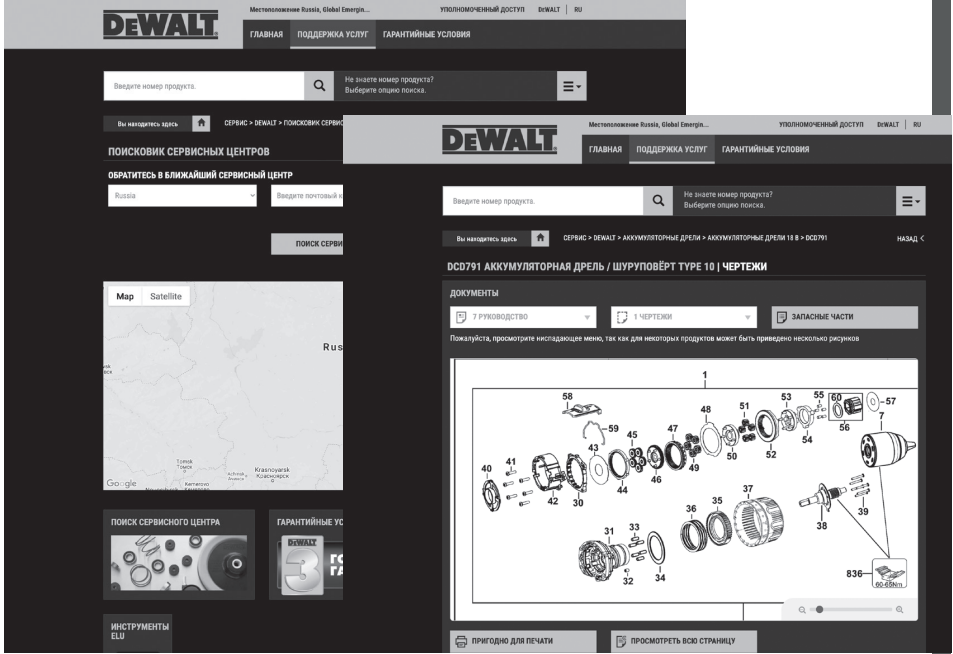 Местоположение Russia, Global Emergin...
УПОЛНОМОЧЕННЫЙ ДОСТУП DEWALT | RU
DEWALT
ГЛАВНАЯ ПОДДЕРЖКА УСЛУГ ГАРАНТИЙНЫЕ УСЛОВИЯ
Введите номер продукта.
Не знаете номер продукта?
Выберите опцию поиска.
Вы находитесь здесь
СЕРВИС > DEWALT > ПОИСКОВИК СЕРВИС
ПОИСКОВИК СЕРВИСНЫХ ЦЕНТРОВ
ОБРАТИТЕСЬ В БЛИЖАЙШИЙ СЕРВИСНЫЙ ЦЕНТР
Russia
Введите почтовый к
ПОИСК СЕРВИ
Map Satellite
Rus
Tomsk
Томск
Achinsk
Ачинск
Krasnoyarsk
Красноярск
Kemerovo
Google
ПОИСК СЕРВИСНОГО ЦЕНТРА
ГАРАНТИЙНЫЕ УС
DEWALT
3
ГО
ГА
ИНСТРУМЕНТЫ
ELU
Местоположение Russia, Global Emergin...
УПОЛНОМОЧЕННЫЙ ДОСТУП DEWALT | RU
DEWALT
ГЛАВНАЯ ПОДДЕРЖКА УСЛУГ ГАРАНТИЙНЫЕ УСЛОВИЯ
Введите номер продукта.
Не знаете номер продукта?
Выберите опцию поиска.
Вы находитесь здесь
СЕРВИС > DEWALT > АККУМУЛЯТОРНЫЕ ДРЕЛИ > АККУМУЛЯТОРНЫЕ ДРЕЛИ 18 В > DCD791
НАЗАД <
DCD791 АККУМУЛЯТОРНАЯ ДРЕЛЬ / ШУРУПОВЁРТ TYPE 10 | ЧЕРТЕЖИ
ДОКУМЕНТЫ
7 РУКОВОДСТВО
1 ЧЕРТЕЖИ
ЗАПАСНЫЕ ЧАСТИ
Пожалуйста, просмотрите ниспадающее меню, так как для некоторых продуктов может быть приведено несколько рисунков
1
58 59 48 51 53 55 60 57
7
43 45 47 54 56
40 41 42 30 44 46 49 50 52
37 35 36 38 39
31 33 32 34
836
60-65Nm
ПРИГОДНО ДЛЯ ПЕЧАТИ
ПРОСМОТРЕТЬ ВСЮ СТРАНИЦУ